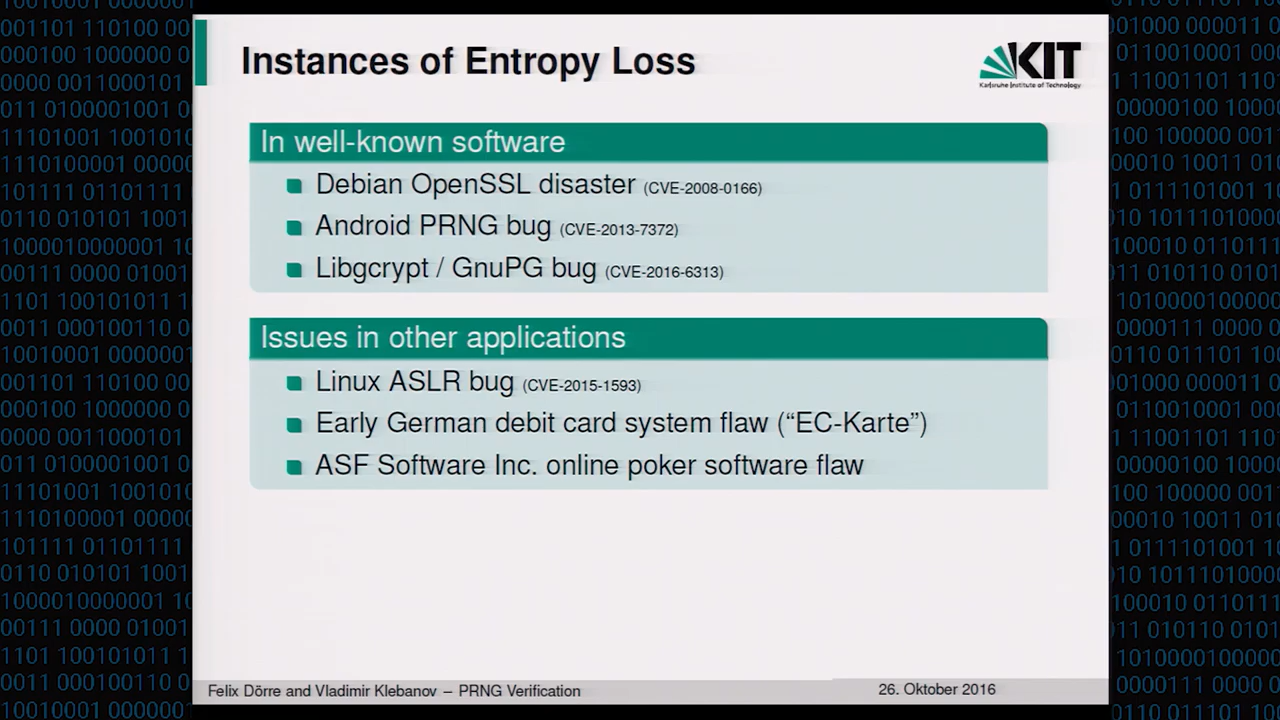 Instances of Entropy Loss
KIT
Karlsruhe Institute of Technology
In well-known software
Debian OpenSSL disaster (CVE-2008-0166)
Android PRNG bug (CVE-2013-7372)
Libgcrypt / GnuPG bug (CVE-2016-6313)
Issues in other applications
Linux ASLR bug (CVE-2015-1593)
Early German debit card system flaw (“EC-Karte”)
ASF Software Inc. online poker software flaw
Felix Dörre and Vladimir Klebanov – PRNG Verification
26. Oktober 2016